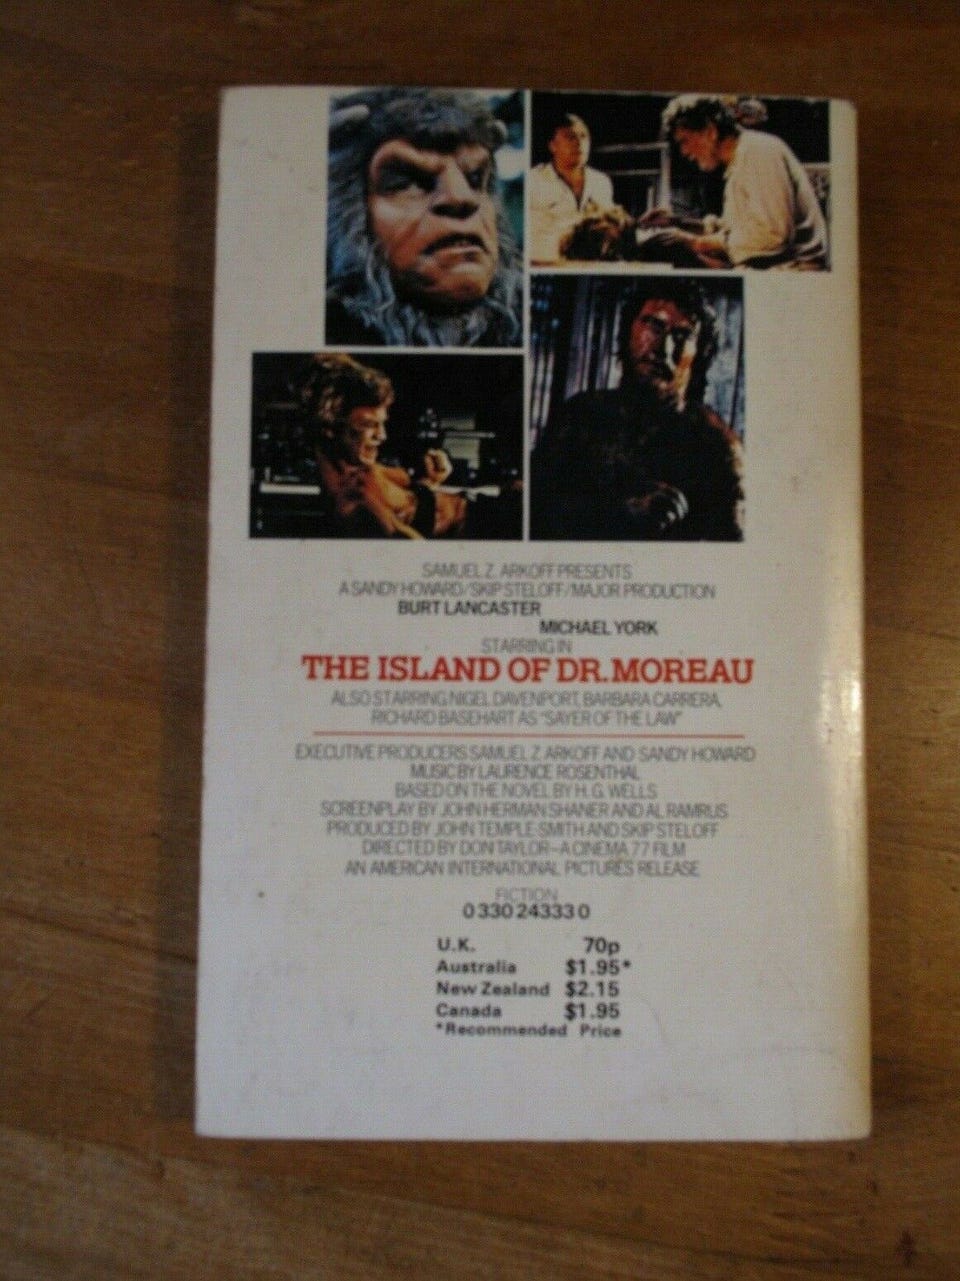 SAMUEL Z. ARKOFF PRESENTS
A SANDY HOWARD/SKIP STELOFF/MAJOR PRODUCTION
BURT LANCASTER
MICHAEL YORK
STARRING IN
THE ISLAND OF DR. MOREAU
ALSO STARRING NIGEL DAVENPORT, BARBARA CARRERA,
RICHARD BASEHART AS "SAYER OF THE LAW"
EXECUTIVE PRODUCERS SAMUEL Z. ARKOFF AND SANDY HOWARD
MUSIC BY LAURENCE ROSENTHAL
BASED ON THE NOVEL BY H. G. WELLS
SCREENPLAY BY JOHN HERMAN SHANER AND AL RAMRUS
PRODUCED BY JOHN TEMPLE-SMITH AND SKIP STELOFF
DIRECTED BY DON TAYLOR—A CINEMA 77 FILM
AN AMERICAN INTERNATIONAL PICTURES RELEASE
FICTION
0 330 24333 0
U.K. 70p
Australia $1.95*
New Zealand $2.15
Canada $1.95
*Recommended Price